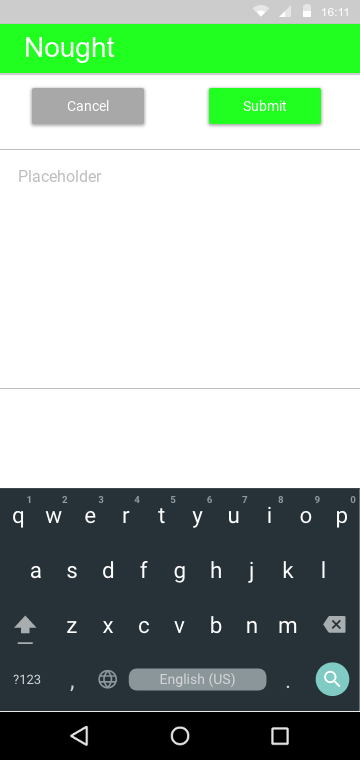 16:11
Nought
Cancel Submit
Placeholder
1 2 3 4 5 6 7 8 9 0
q w e r t y u i o p
a s d f g h j k l
z x c v b n m
?123 , English (US) .